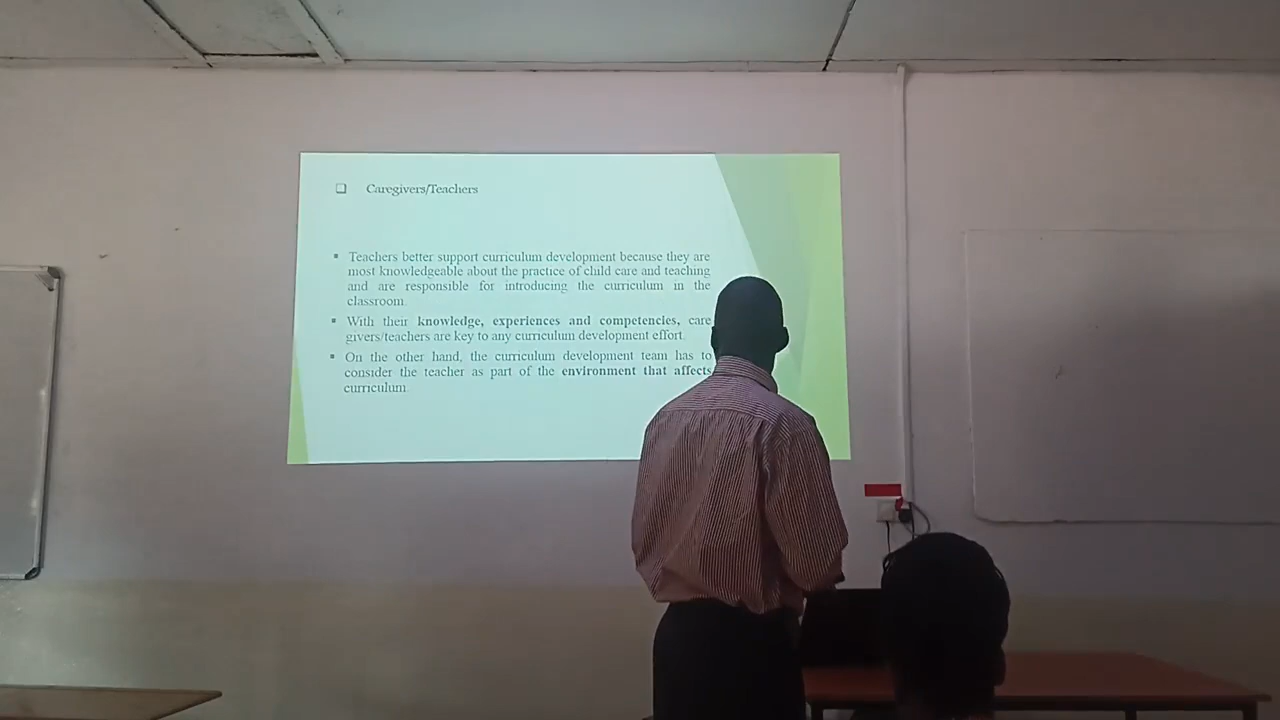 Caregivers/Teachers
Teachers better support curriculum development because they are
most knowledgeable about the practice of child care and teaching
and are responsible for introducing the curriculum in the
classroom.
With their knowledge, experiences and competencies, care
givers/teachers are key to any curriculum development effort.
On the other hand, the curriculum development team has to
consider the teacher as part of the environment that affects
curriculum.